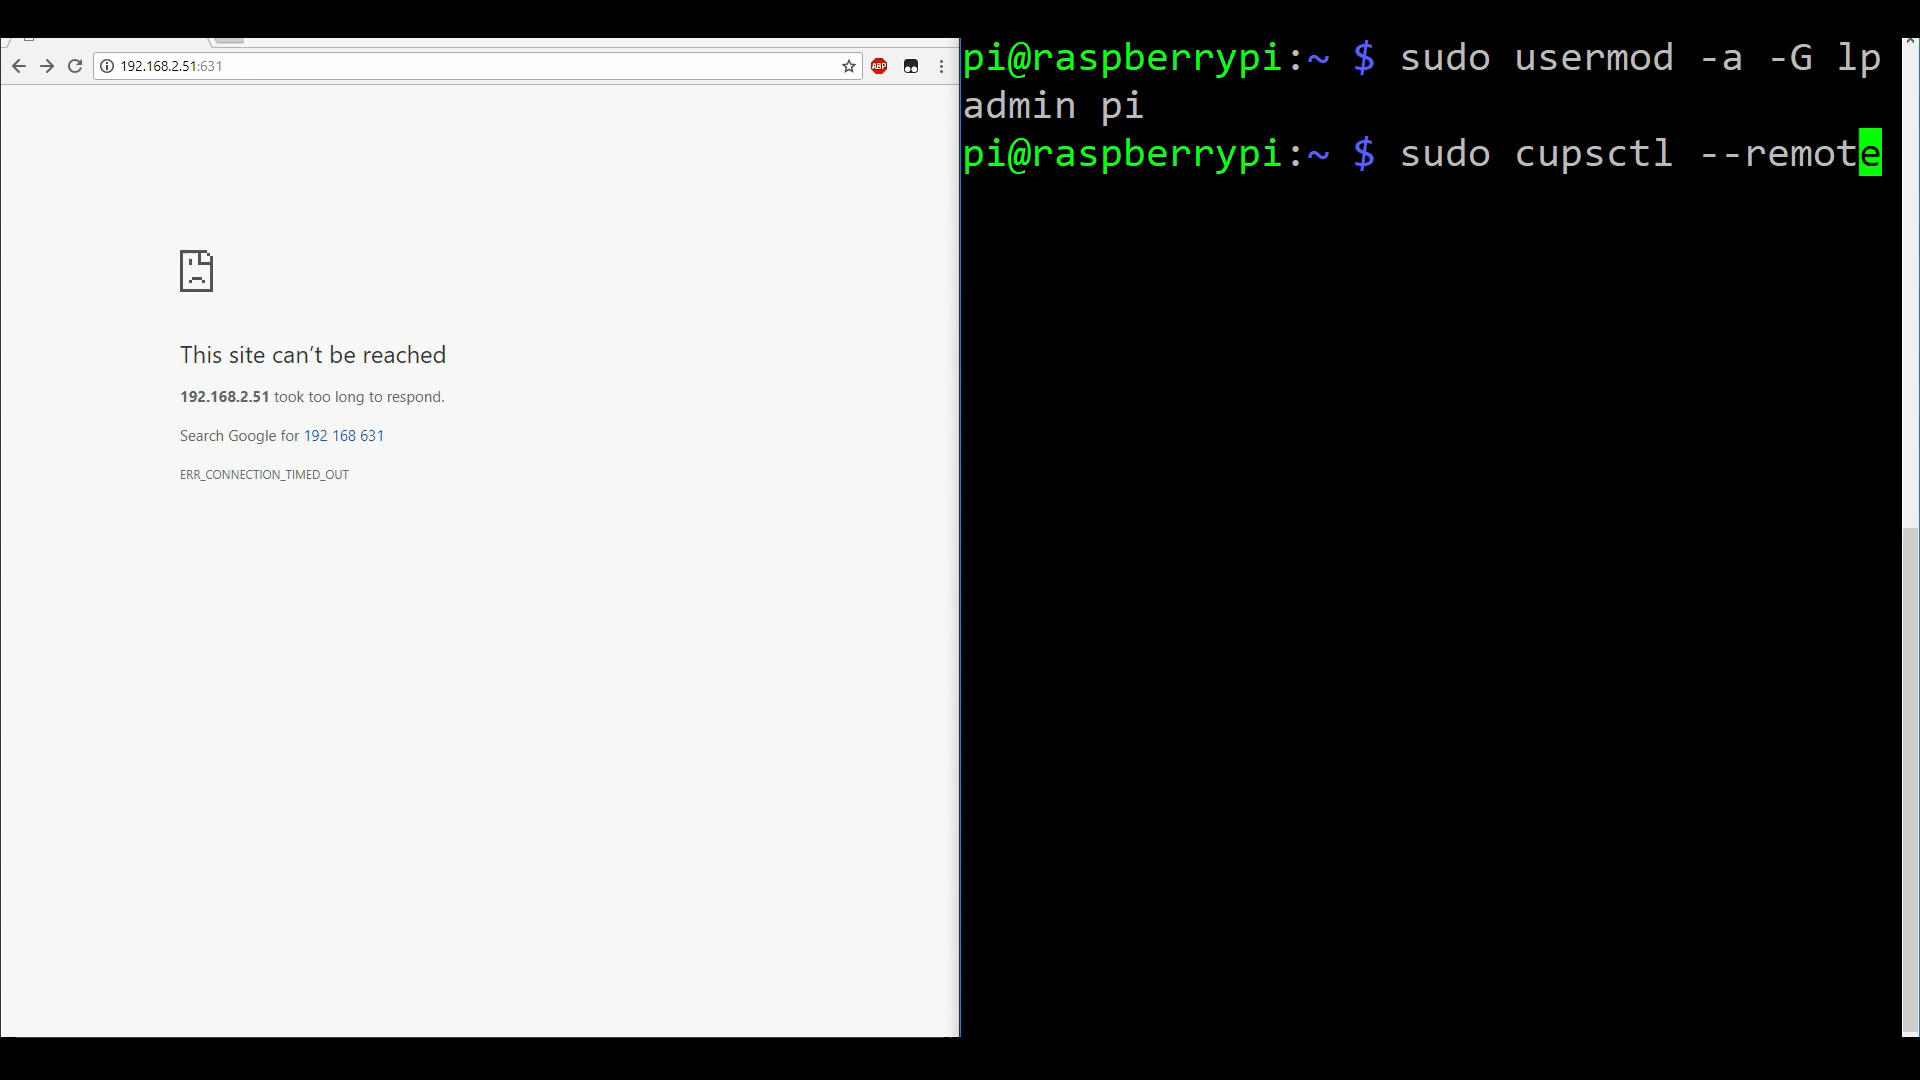 192.168.2.51:631
ABP
This site can't be reached
192.168.2.51 took too long to respond.
Search Google for 192 168 631
ERR_CONNECTION_TIMED_OUT
pi@raspberrypi:~ $ sudo usermod -a -G lp
admin pi
pi@raspberrypi:~ $ sudo cupsctl --remote